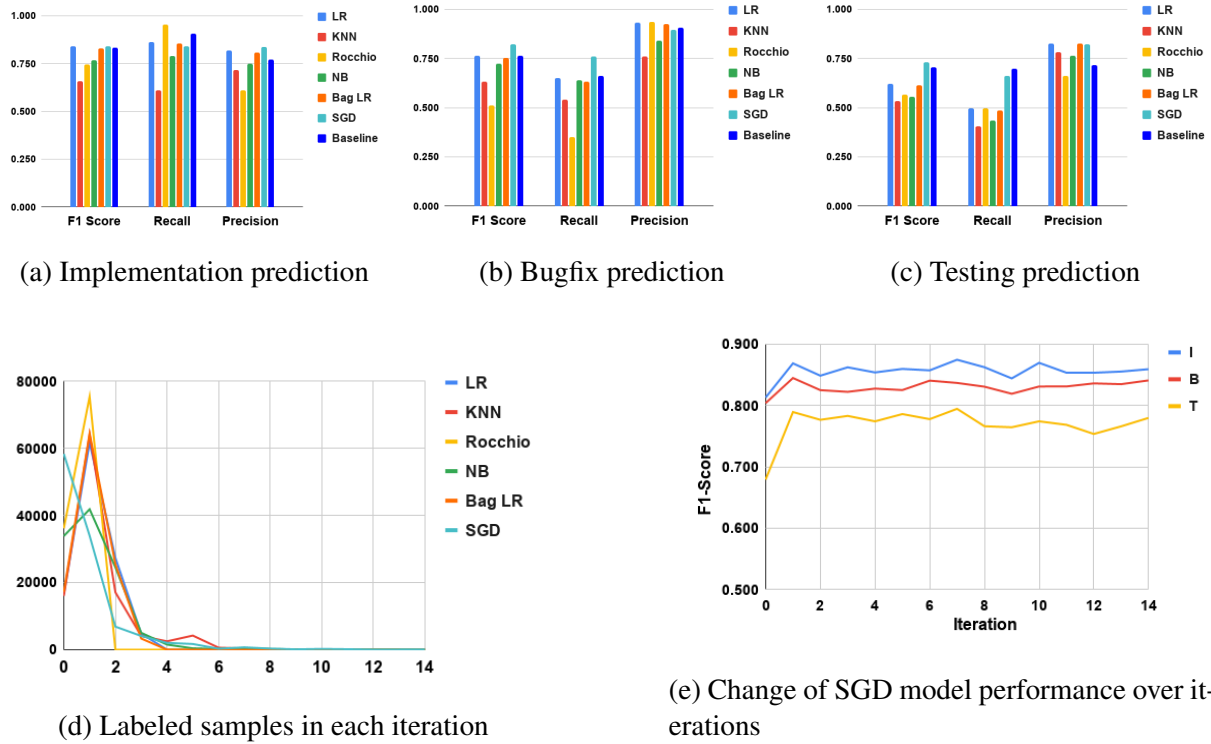 1.000
0.750
0.500
0.250
0.000
F1 Score Recall Precision
LR
KNN
Rocchio
NB
Bag LR
SGD
Baseline
(a) Implementation prediction
1.000
0.750
0.500
0.250
0.000
F1 Score Recall Precision
LR
KNN
Rocchio
NB
Bag LR
SGD
Baseline
(b) Bugfix prediction
1.000
0.750
0.500
0.250
0.000
F1 Score Recall Precision
LR
KNN
Rocchio
NB
Bag LR
SGD
Baseline
(c) Testing prediction
80000
60000
40000
20000
0
0 2 4 6 8 10 12 14
LR
KNN
Rocchio
NB
Bag LR
SGD
(d) Labeled samples in each iteration
F1-Score
0.900
0.800
0.700
0.600
0.500
0 2 4 6 8 10 12 14
Iteration
I
B
T
(e) Change of SGD model performance over it-
erations